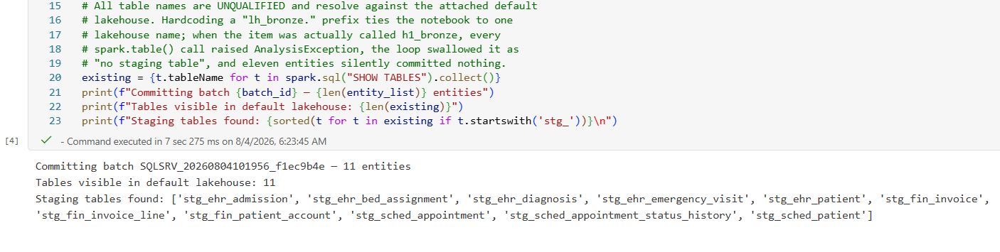 15 # All table names are UNQUALIFIED and resolve against the attached default
16 # lakehouse. Hardcoding a "lh_bronze." prefix ties the notebook to one
17 # lakehouse name; when the item was actually called h1_bronze, every
18 # spark.table() call raised AnalysisException, the loop swallowed it as
19 # "no staging table", and eleven entities silently committed nothing.
20 existing = {t.tableName for t in spark.sql("SHOW TABLES").collect()}
21 print(f"Committing batch {batch_id} — {len(entity_list)} entities")
22 print(f"Tables visible in default lakehouse: {len(existing)}")
23 print(f"Staging tables found: {sorted(t for t in existing if t.startswith('stg_'))}\n")
[4] - Command executed in 7 sec 275 ms on 8/4/2026, 6:23:45 AM
Committing batch SQLSRV_20260804101956_f1ec9b4e — 11 entities
Tables visible in default lakehouse: 11
Staging tables found: ['stg_ehr_admission', 'stg_ehr_bed_assignment', 'stg_ehr_diagnosis', 'stg_ehr_emergency_visit', 'stg_ehr_patient', 'stg_fin_invoice',
'stg_fin_invoice_line', 'stg_fin_patient_account', 'stg_sched_appointment', 'stg_sched_appointment_status_history', 'stg_sched_patient']